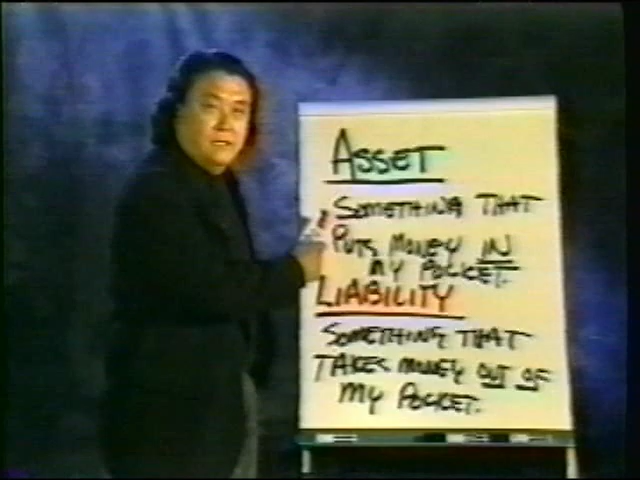 ASSET
SOMETHING THAT
PUTS MONEY IN
MY POCKET.
LIABILITY
SOMETHING THAT
TAKES MONEY OUT OF
MY POCKET.